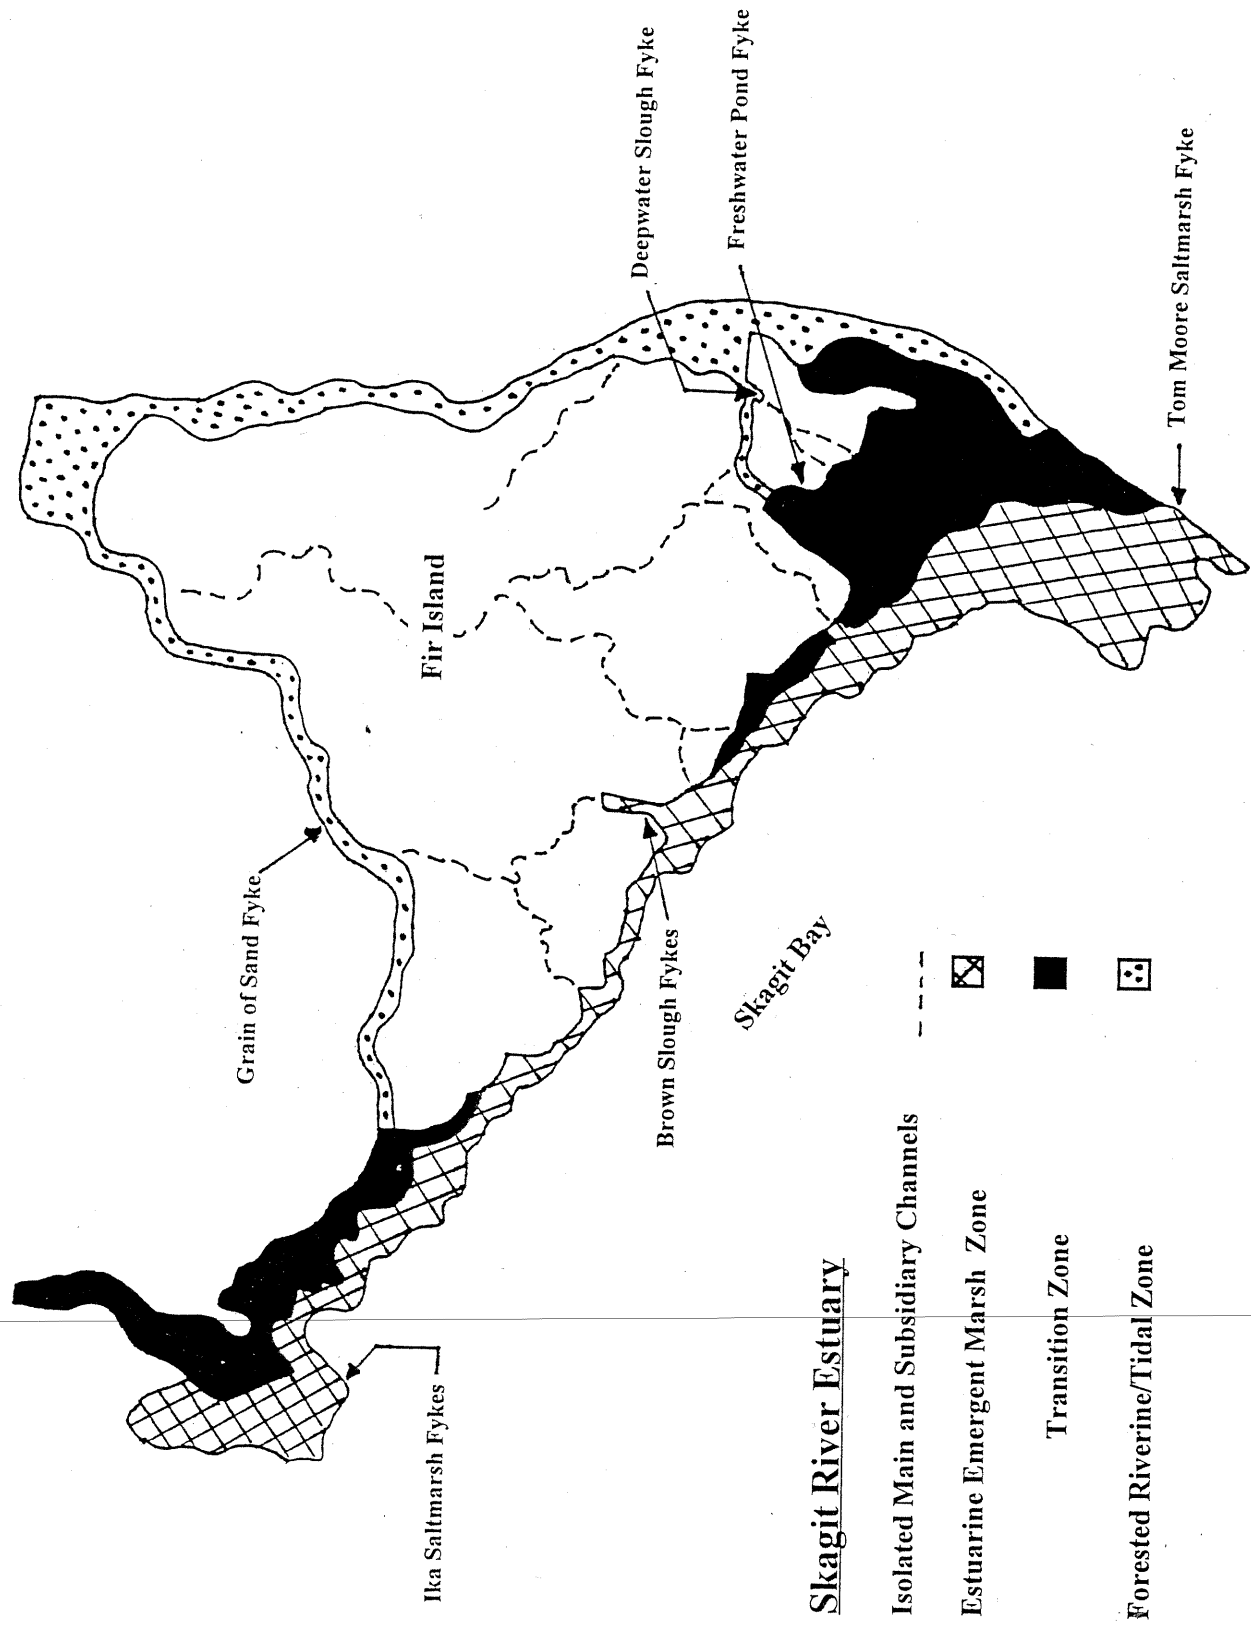 Deepwater Slough Fyke
Freshwater Pond Fyke
Tom Moore Saltmarsh Fyke
Fir Island
Grain of Sand Fyke
Brown Slough Fykes
Skagit Bay
Ika Saltmarsh Fykes
Skagit River Estuary
Isolated Main and Subsidiary Channels
Estuarine Emergent Marsh Zone
Transition Zone
Forested Riverine/Tidal Zone